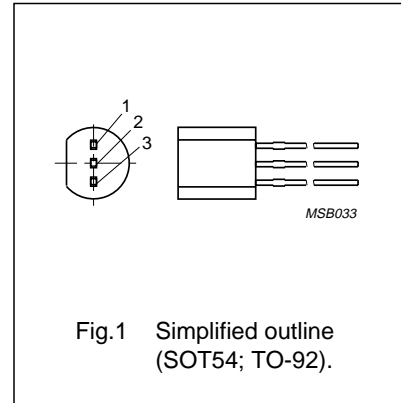 1
2
3
MSB033
Fig.1 Simplified outline
(SOT54; TO-92).